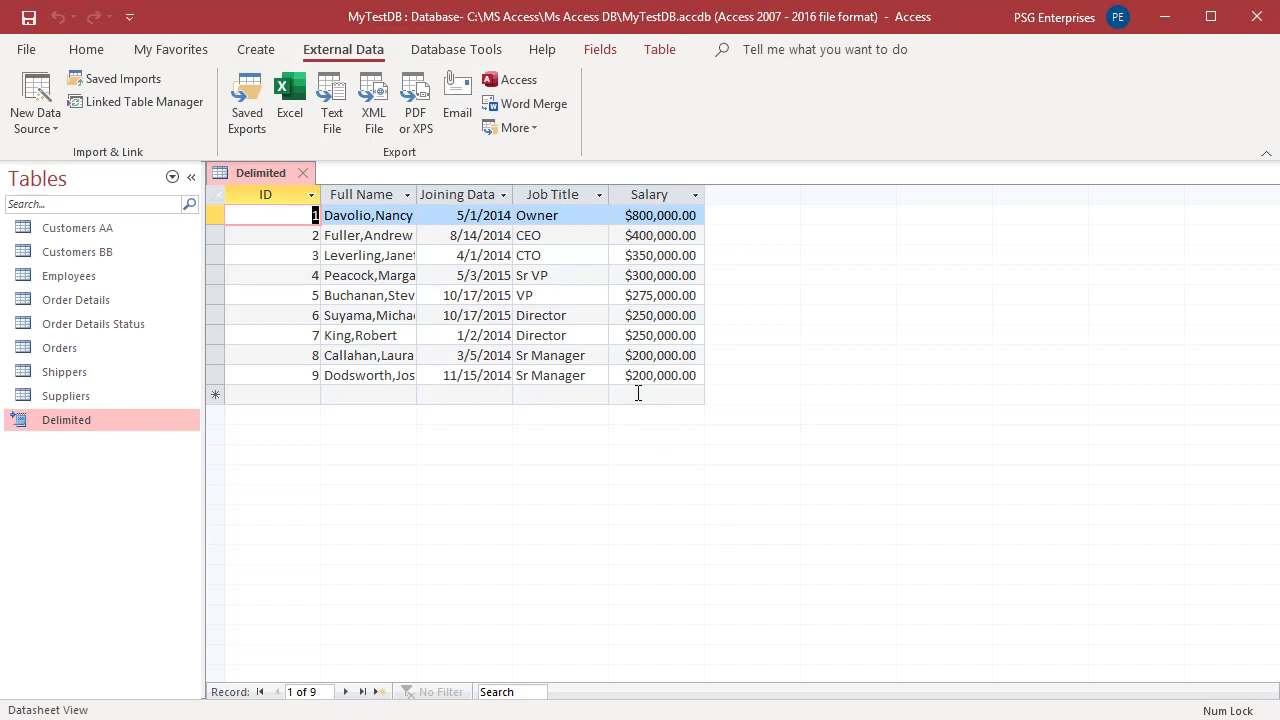 MyTestDB : Database- C:\MS Access\Ms Access DB\MyTestDB.accdb (Access 2007 - 2016 file format) - Access
PSG Enterprises
PE
File Home My Favorites Create External Data Database Tools Help Fields Table Tell me what you want to do
New Data Source
Saved Imports
Linked Table Manager
Import & Link
Saved Exports
Excel
Text File
XML File
PDF or XPS
Email
Access
Word Merge
More
Export
Tables
Search...
Customers AA
Customers BB
Employees
Order Details
Order Details Status
Orders
Shippers
Suppliers
Delimited
Delimited
ID Full Name Joining Data Job Title Salary
1 Davolio,Nancy 5/1/2014 Owner $800,000.00
2 Fuller,Andrew 8/14/2014 CEO $400,000.00
3 Leverling,Janet 4/1/2014 CTO $350,000.00
4 Peacock,Marga 5/3/2015 Sr VP $300,000.00
5 Buchanan,Stev 10/17/2015 VP $275,000.00
6 Suyama,Michae 10/17/2015 Director $250,000.00
7 King,Robert 1/2/2014 Director $250,000.00
8 Callahan,Laura 3/5/2014 Sr Manager $200,000.00
9 Dodsworth,Jos 11/15/2014 Sr Manager $200,000.00
Record: 1 of 9 No Filter Search
Datasheet View
Num Lock